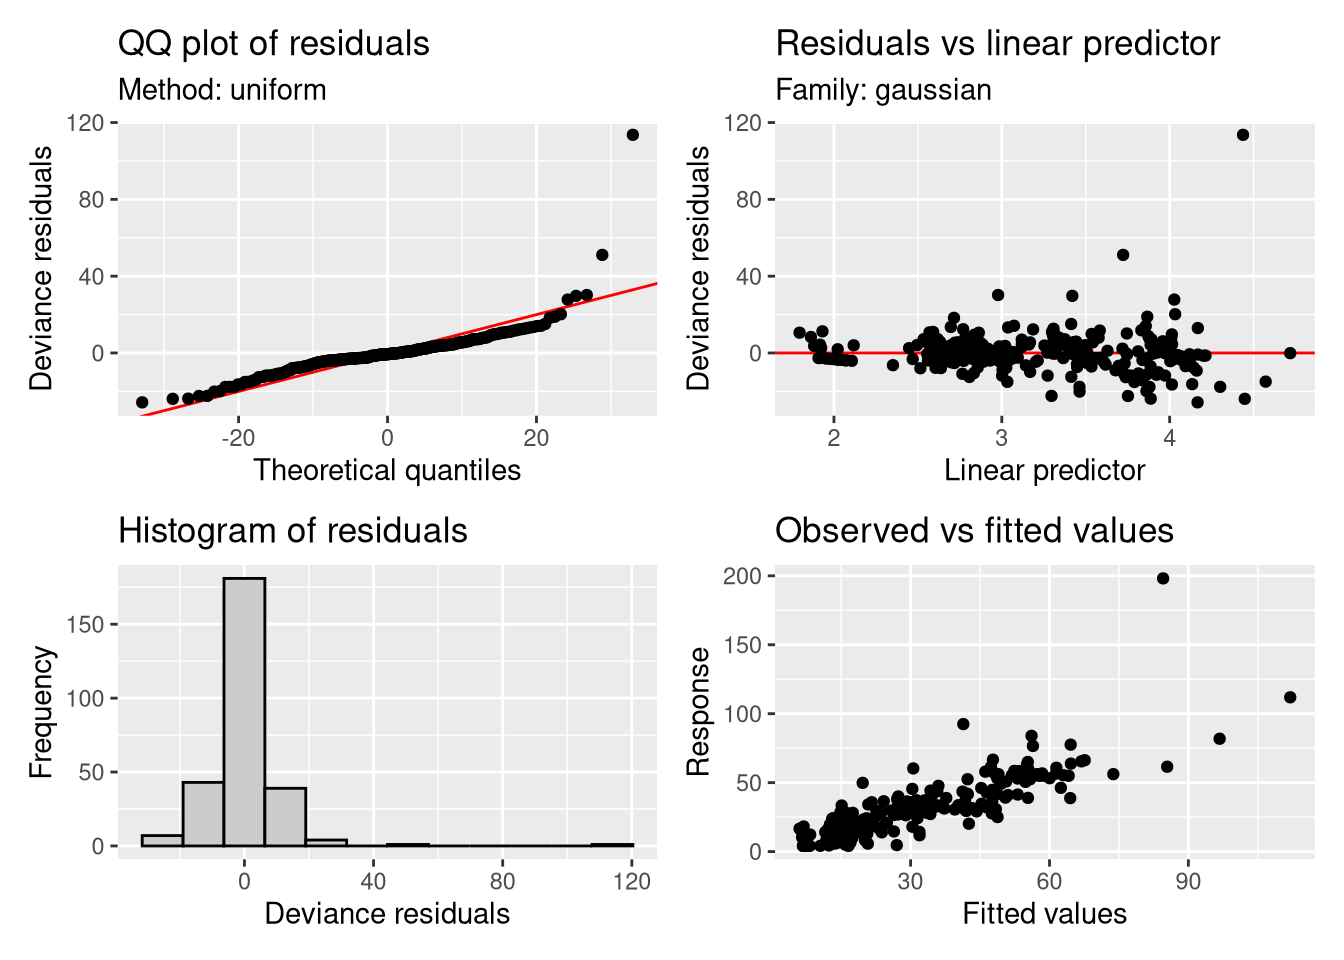 QQ plot of residuals
Method: uniform
120
80
40
0
Deviance residuals
-20
0
20
Theoretical quantiles
Residuals vs linear predictor
Family: gaussian
120
80
40
0
Deviance residuals
2
3
4
Linear predictor
Histogram of residuals
150
100
50
0
Frequency
0
40
80
120
Deviance residuals
Observed vs fitted values
200
150
100
50
0
Response
30
60
90
Fitted values